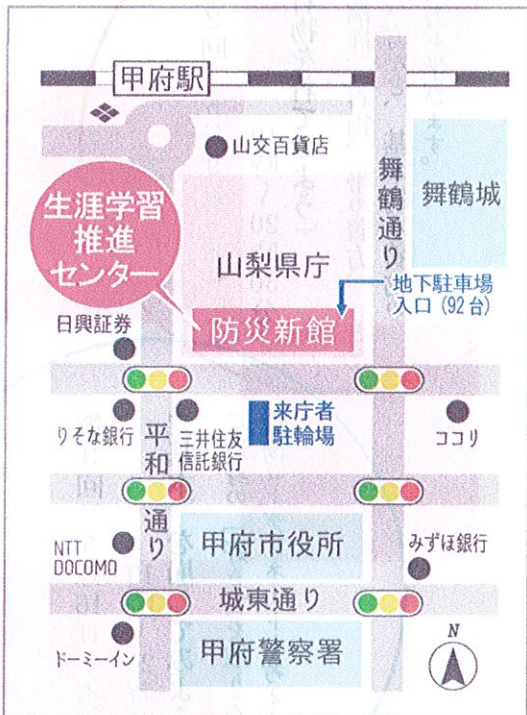 甲府駅
山交百貨店
舞鶴通り
舞鶴城
生涯学習
推進
センター
山梨県庁
地下駐車場
入口(92台)
防災新館
日興証券
りそな銀行
平和通り
三井住友
信託銀行
来庁者
駐輪場
ココリ
NTT
DOCOMO
甲府市役所
みずほ銀行
城東通り
ドーミーイン
甲府警察署
N